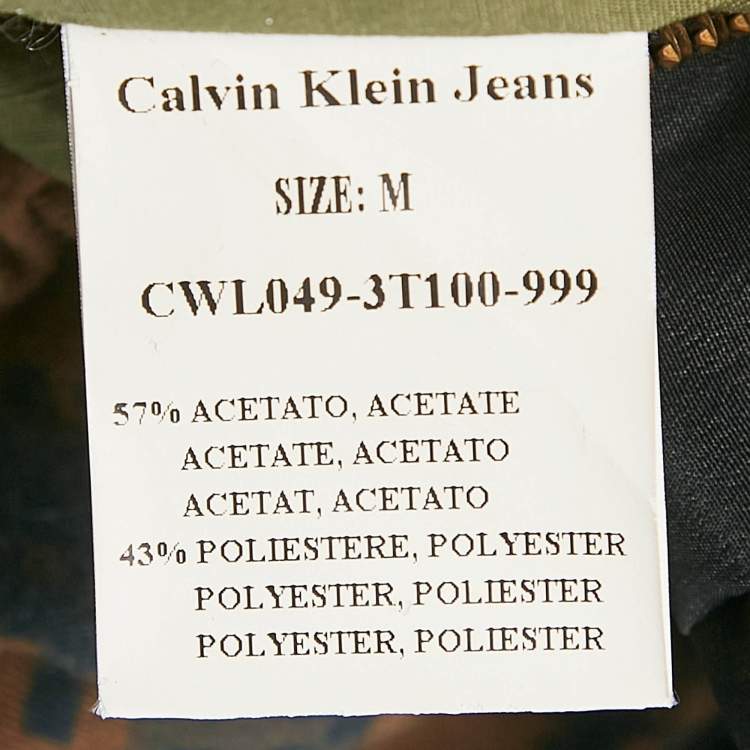 Calvin Klein Jeans
SIZE: M
CWL049-3T100-999
57% ACETATO, ACETATE
ACETATE, ACETATO
ACETAT, ACETATO
43% POLIESTERE, POLYESTER
POLYESTER, POLIESTER
POLYESTER, POLIESTER